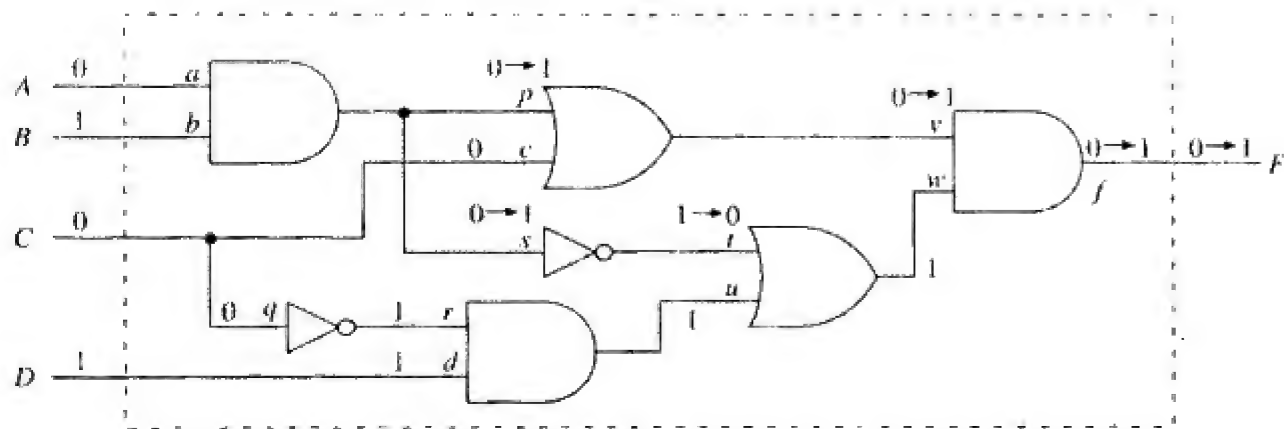 0→1
A 0 a
0→1
B 1 b p v
0 c 0→1 0→1 F
w f
0→1 1→0
C 0 s t
1
u
0 q 1 r 1
D 1 1 d